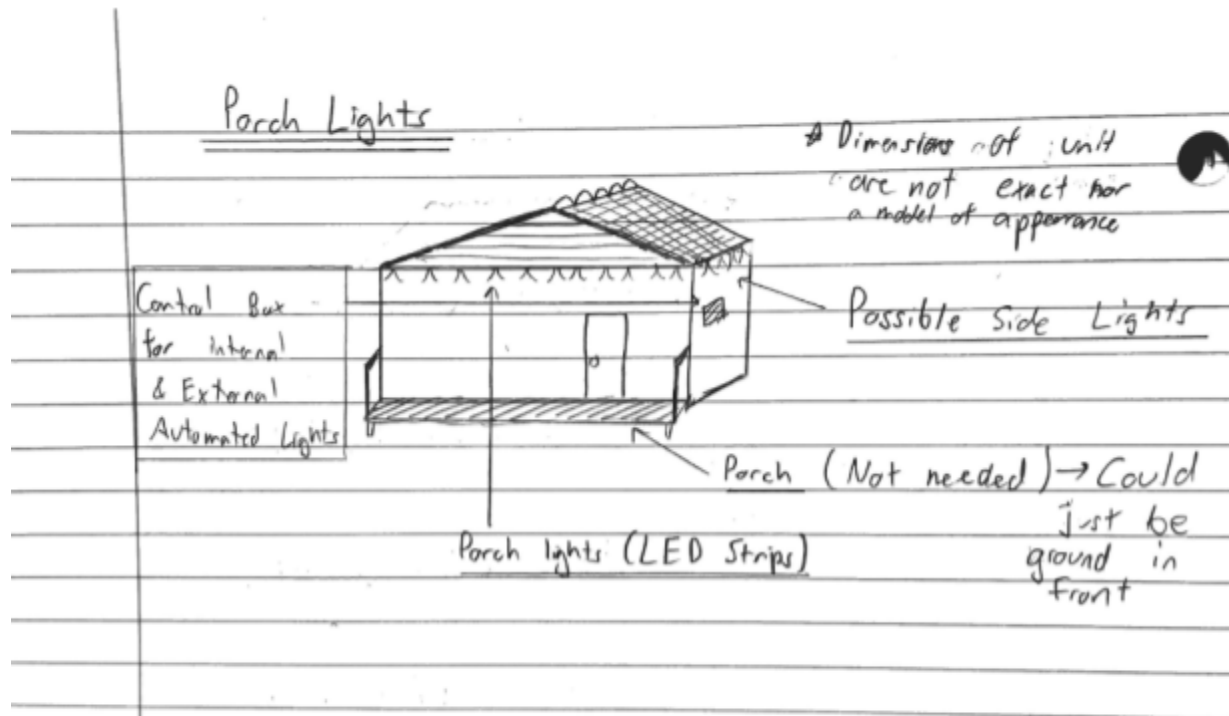 Porch Lights
* Dimensions of unit
are not exact nor
a model of appearance
Control Box
for internal
& External
Automated Lights
Possible Side Lights
Porch (Not needed) → Could
just be
ground in
front
Porch lights (LED Strips)